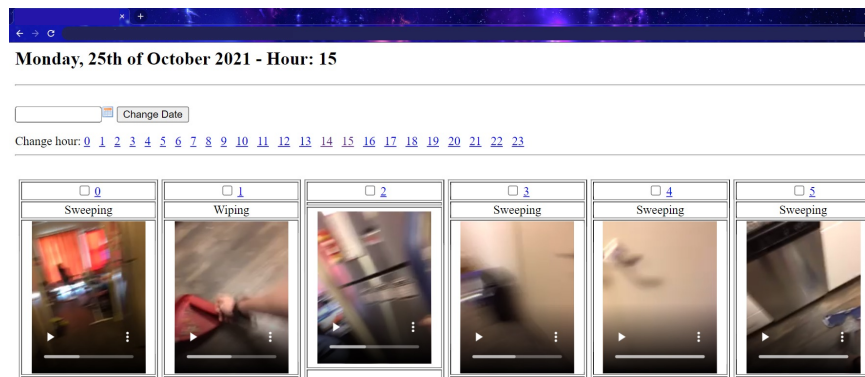 Monday, 25th of October 2021 - Hour: 15
Change Date
Change hour: 0 1 2 3 4 5 6 7 8 9 10 11 12 13 14 15 16 17 18 19 20 21 22 23
0 1 2 3 4 5
Sweeping Wiping Sweeping Sweeping Sweeping